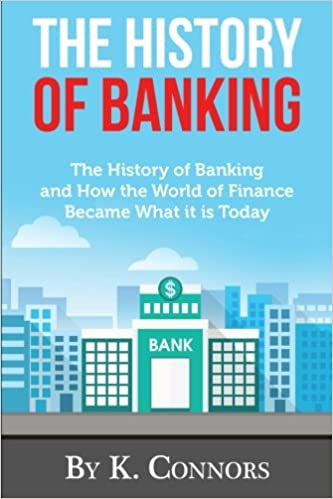 THE HISTORY
OF BANKING
The History of Banking
and How the World of Finance
Became What it is Today
$
BANK
BY K. CONNORS